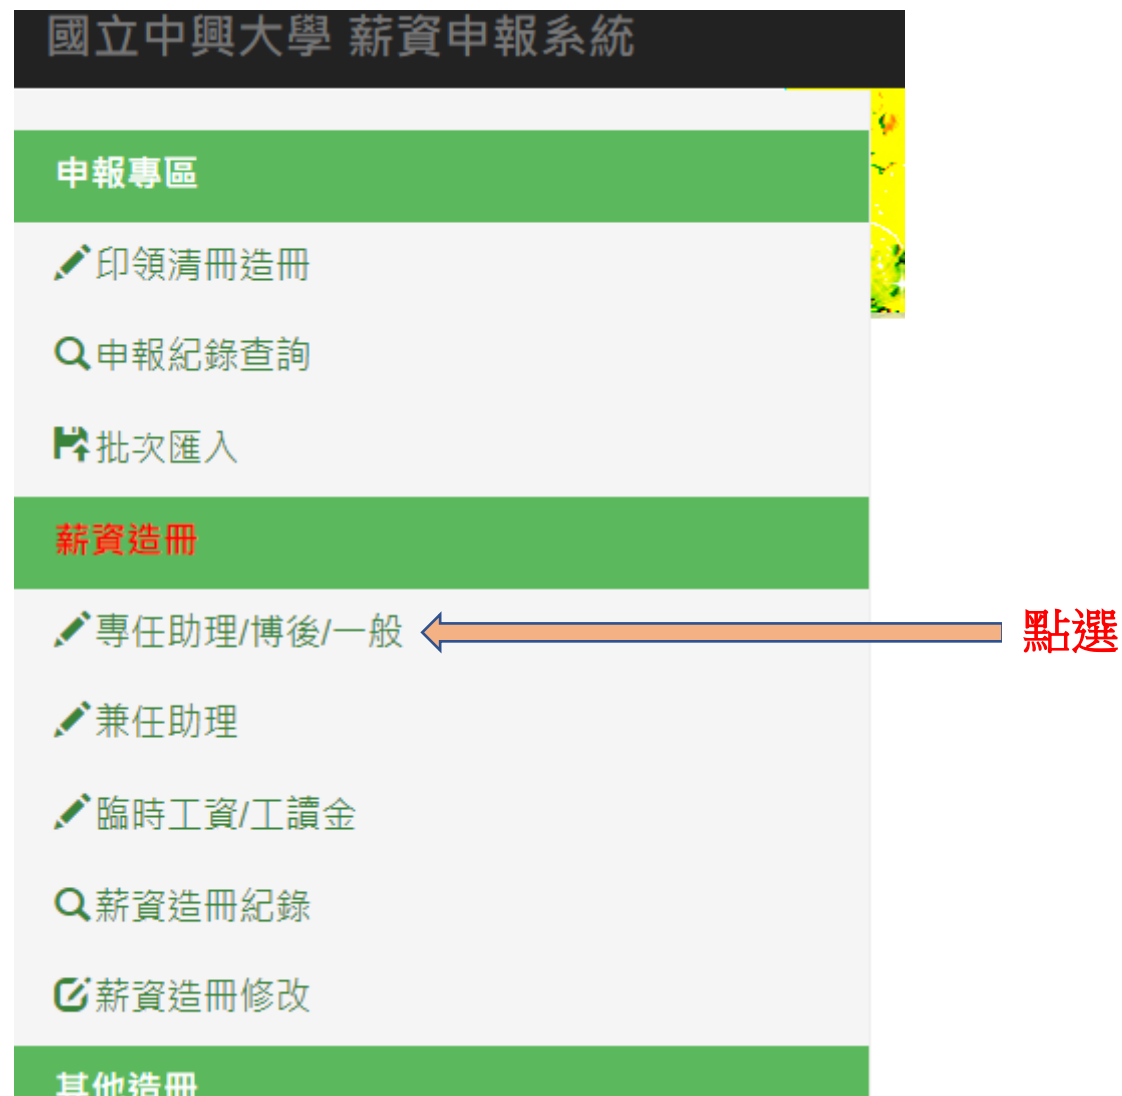 國立中興大學 薪資申報系統
申報專區
印領清冊造冊
申報紀錄查詢
批次匯入
薪資造冊
專任助理/博後/一般
點選
兼任助理
臨時工資/工讀金
薪資造冊紀錄
薪資造冊修改
其他造冊